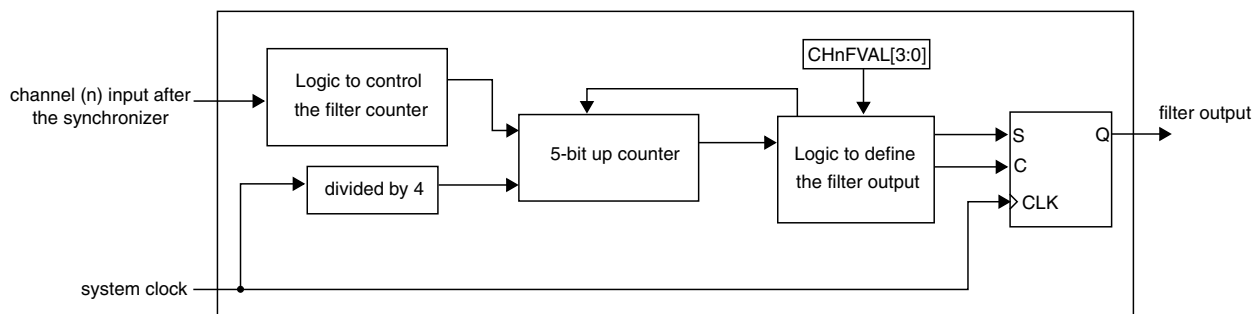 channel (n) input after
the synchronizer
Logic to control
the filter counter
divided by 4
5-bit up counter
CHnFVAL[3:0]
Logic to define
the filter output
S
C
CLK
Q
filter output
system clock